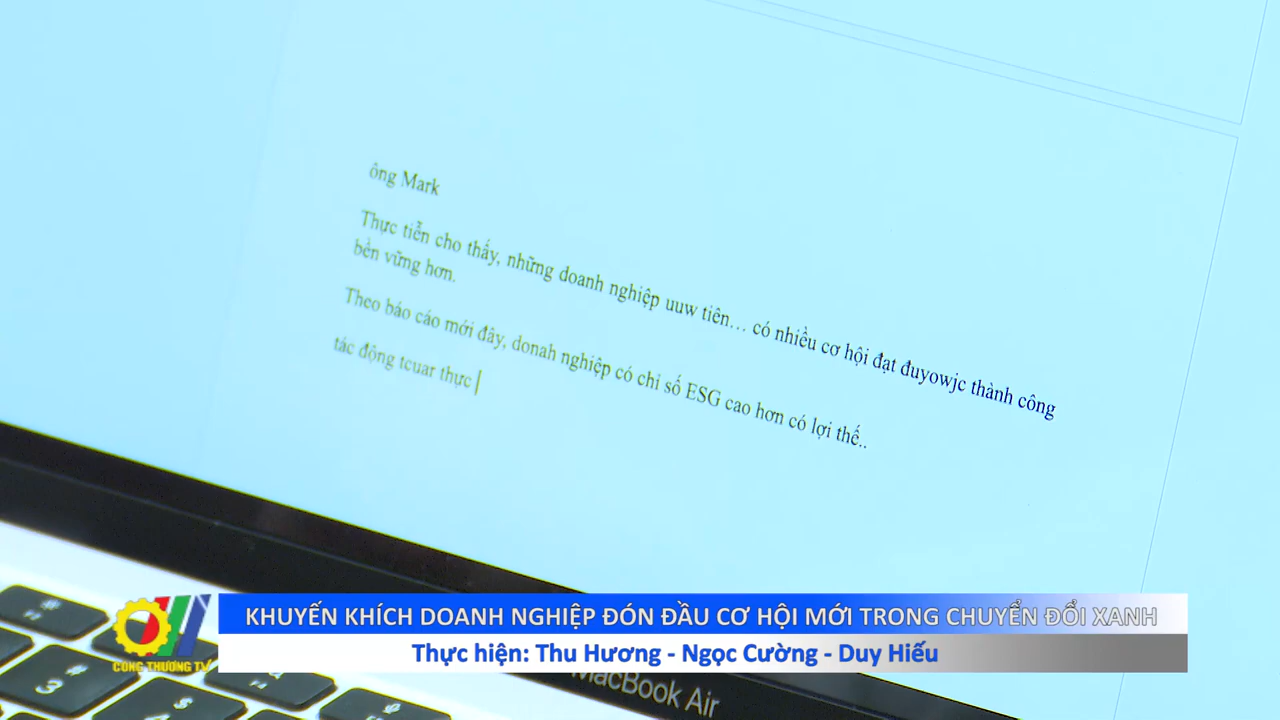 ông Mark
Thực tiễn cho thấy, những doanh nghiệp uuw tiên… có nhiều cơ hội đạt đuyowjc thành công
bền vững hơn.
Theo báo cáo mới đây, donah nghiệp có chỉ số ESG cao hơn có lợi thế..
tác động tcuar thực
KHUYẾN KHÍCH DOANH NGHIỆP ĐÓN ĐẦU CƠ HỘI MỚI TRONG CHUYỂN ĐỔI XANH
Thực hiện: Thu Hương - Ngọc Cường - Duy Hiếu
CÔNG THƯƠNG TV
MacBook Air
#
3
$
4